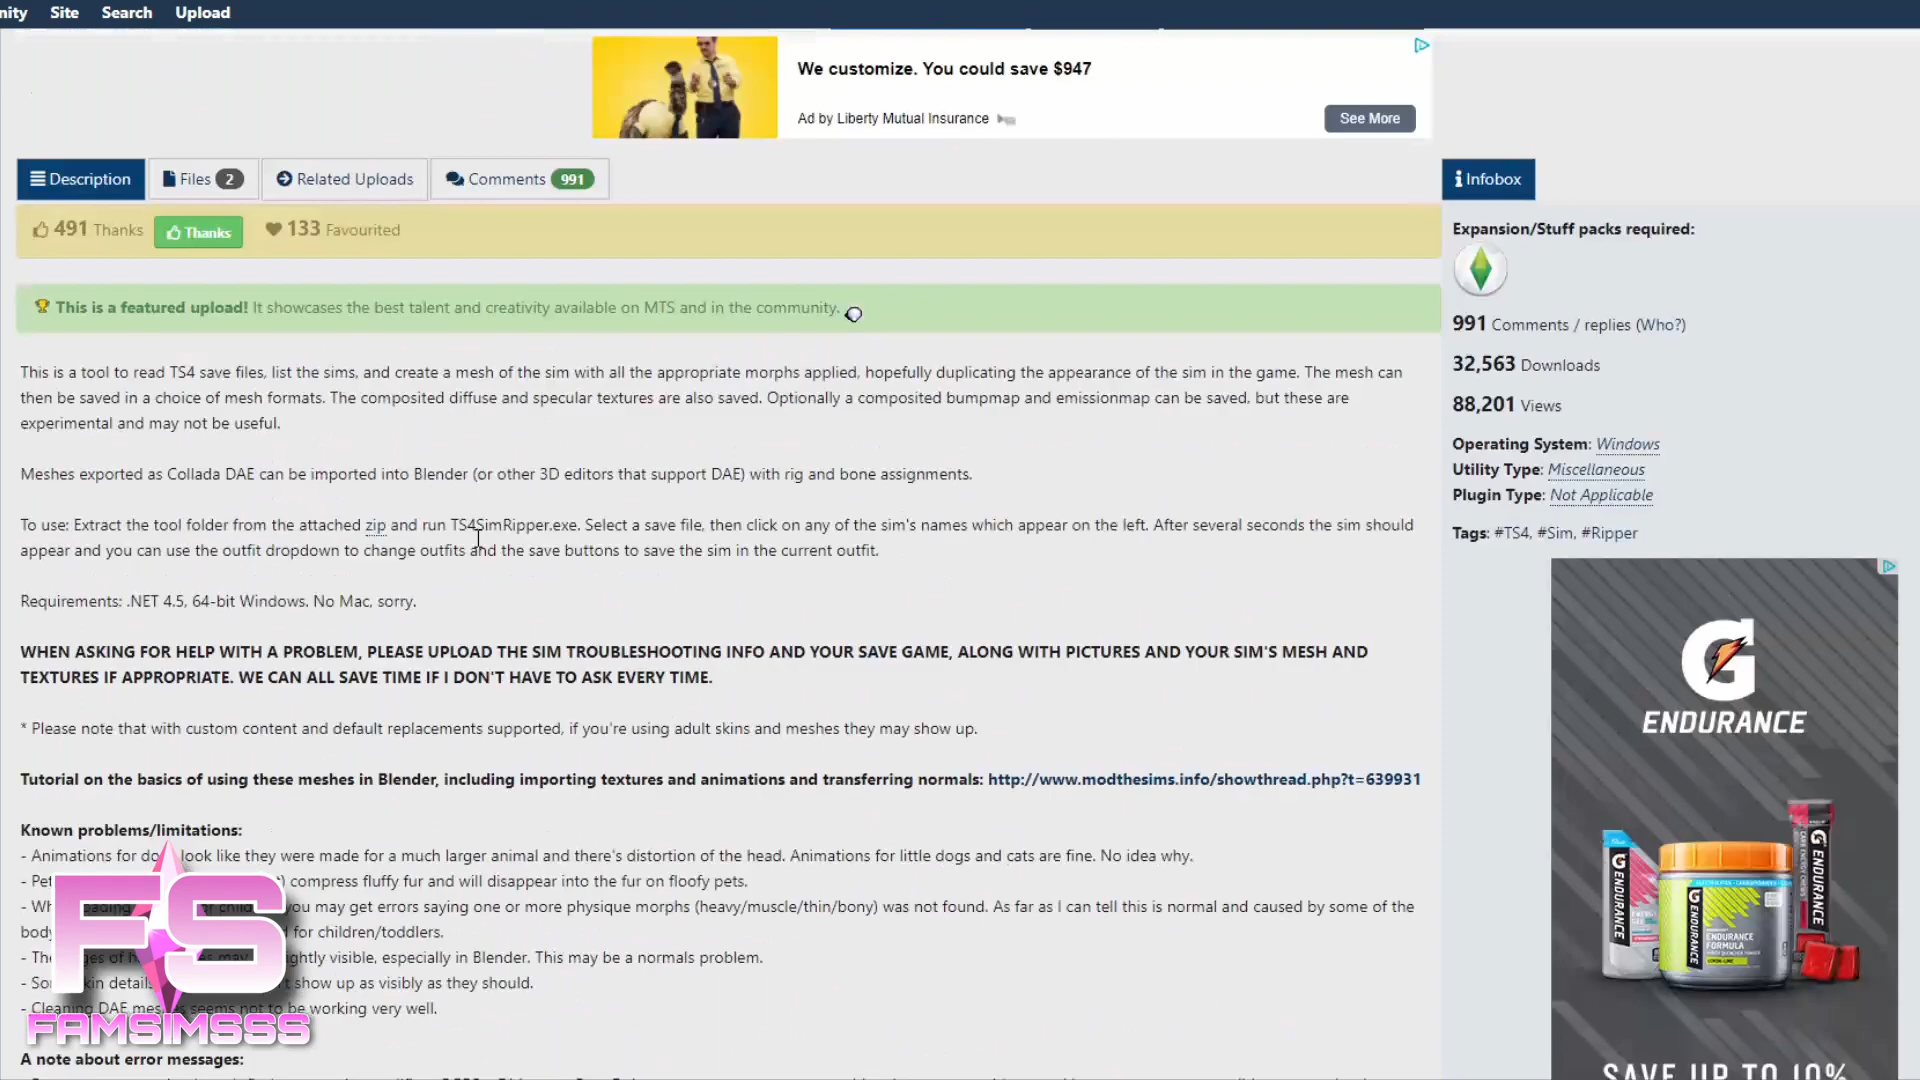 nity Site Search Upload
We customize. You could save $947
Ad by Liberty Mutual Insurance
See More
Description Files 2 Related Uploads Comments 991
Infobox
491 Thanks Thanks 133 Favourited
This is a featured upload! It showcases the best talent and creativity available on MTS and in the community.
This is a tool to read TS4 save files, list the sims, and create a mesh of the sim with all the appropriate morphs applied, hopefully duplicating the appearance of the sim in the game. The mesh can
then be saved in a choice of mesh formats. The composited diffuse and specular textures are also saved. Optionally a composited bumpmap and emissionmap can be saved, but these are
experimental and may not be useful.
Meshes exported as Collada DAE can be imported into Blender (or other 3D editors that support DAE) with rig and bone assignments.
To use: Extract the tool folder from the attached zip and run TS4SimRipper.exe. Select a save file, then click on any of the sim's names which appear on the left. After several seconds the sim should
appear and you can use the outfit dropdown to change outfits and the save buttons to save the sim in the current outfit.
Requirements: .NET 4.5, 64-bit Windows. No Mac, sorry.
WHEN ASKING FOR HELP WITH A PROBLEM, PLEASE UPLOAD THE SIM TROUBLESHOOTING INFO AND YOUR SAVE GAME, ALONG WITH PICTURES AND YOUR SIM'S MESH AND
TEXTURES IF APPROPRIATE. WE CAN ALL SAVE TIME IF I DON'T HAVE TO ASK EVERY TIME.
* Please note that with custom content and default replacements supported, if you're using adult skins and meshes they may show up.
Tutorial on the basics of using these meshes in Blender, including importing textures and animations and transferring normals: http://www.modthesims.info/showthread.php?t=639931
Known problems/limitations:
- Animations for do look like they were made for a much larger animal and there's distortion of the head. Animations for little dogs and cats are fine. No idea why.
- Pet compress fluffy fur and will disappear into the fur on floofy pets.
- Wh you may get errors saying one or more physique morphs (heavy/muscle/thin/bony) was not found. As far as I can tell this is normal and caused by some of the
body for children/toddlers.
- The visible, especially in Blender. This may be a normals problem.
- So kin details show up as visibly as they should.
- Cleaning DAE meshes seems not to be working very well.
A note about error messages:
Expansion/Stuff packs required:
991 Comments / replies (Who?)
32,563 Downloads
88,201 Views
Operating System: Windows
Utility Type: Miscellaneous
Plugin Type: Not Applicable
Tags: #TS4, #Sim, #Ripper
G
ENDURANCE
ENDURANCE
FORMULA
SAVE UP TO 10%
FS
FAMSIMSSS